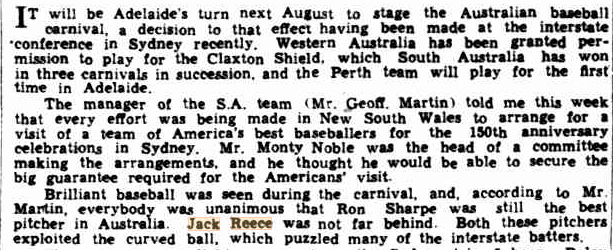 IT will be Adelaide's turn next August to stage the Australian baseball
carnival, a decision to that effect having been made at the interstate
conference in Sydney recently. Western Australia has been granted per-
mission to play for the Claxton Shield, which South Australia has won
in three carnivals in succession, and the Perth team will play for the first
time in Adelaide.
The manager of the S.A. team (Mr. Geoff. Martin) told me this week
that every effort was being made in New South Wales to arrange for a
visit of a team of America's best baseballers for the 150th anniversary
celebrations in Sydney. Mr. Monty Noble was the head of a committee
making the arrangements, and he thought he would be able to secure the
big guarantee required for the Americans' visit.
Brilliant baseball was seen during the carnival, and, according to Mr.
Martin, everybody was unanimous that Ron Sharpe was still the best
pitcher in Australia. Jack Reece was not far behind. Both these pitchers
exploited the curved ball, which puzzled many of the interstate batters.